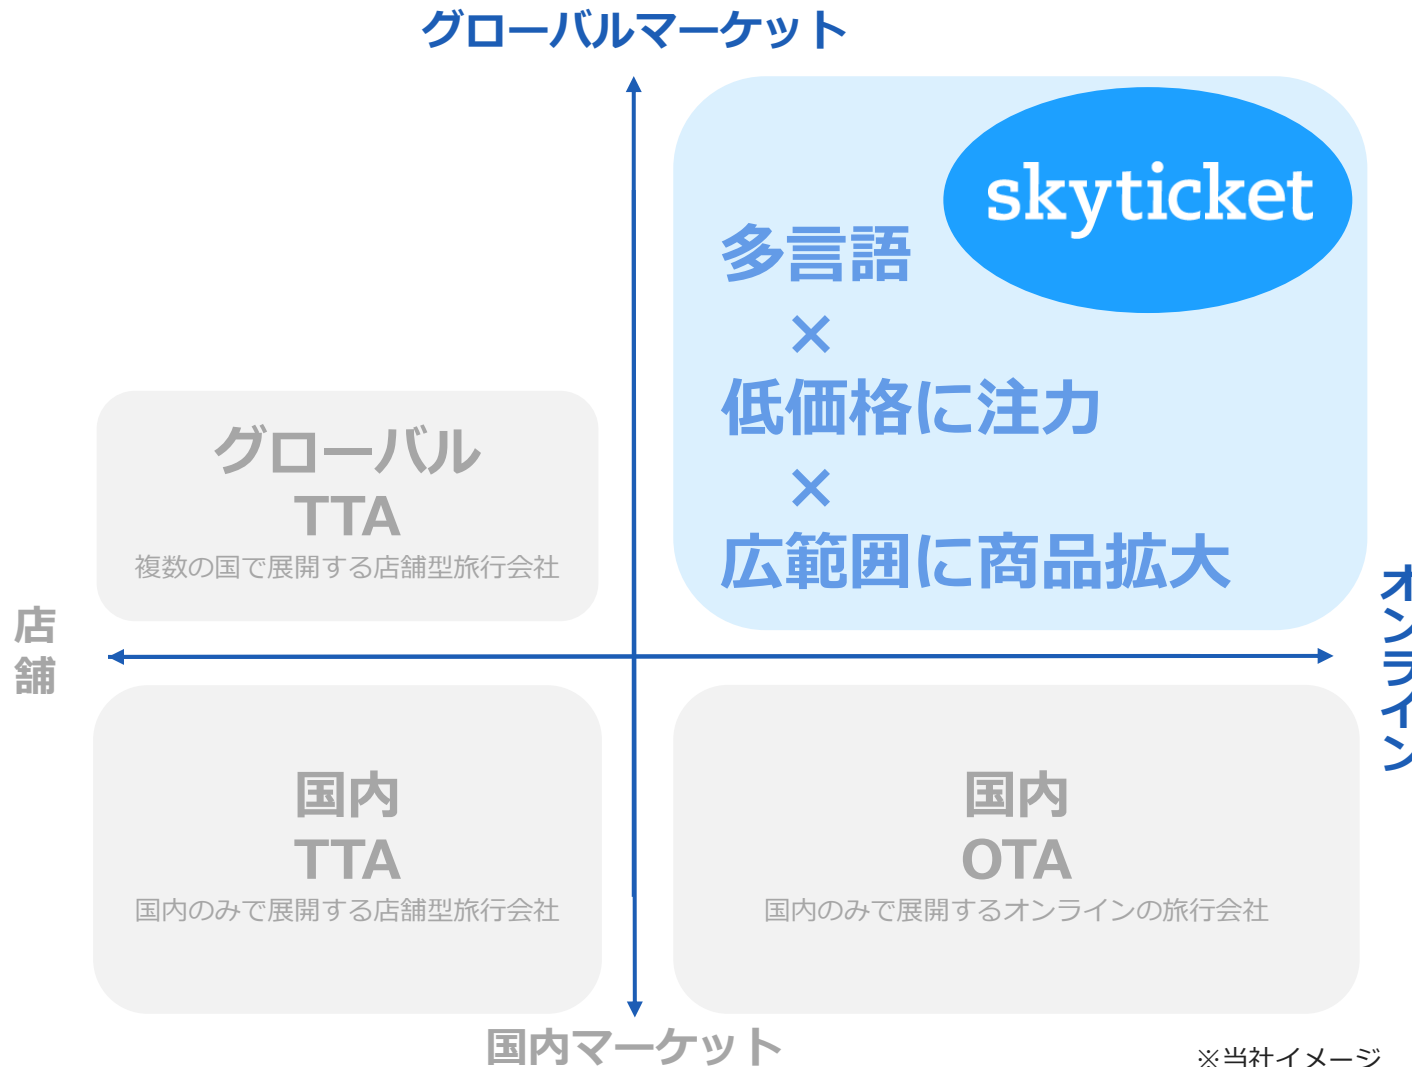 グローバルマーケット
skyticket
多言語
×
低価格に注力
×
広範囲に商品拡大
グローバル
TTA
複数の国で展開する店舗型旅行会社
店舗
オンライン
国内
TTA
国内のみで展開する店舗型旅行会社
国内
OTA
国内のみで展開するオンラインの旅行会社
国内マーケット
※当社イメージ